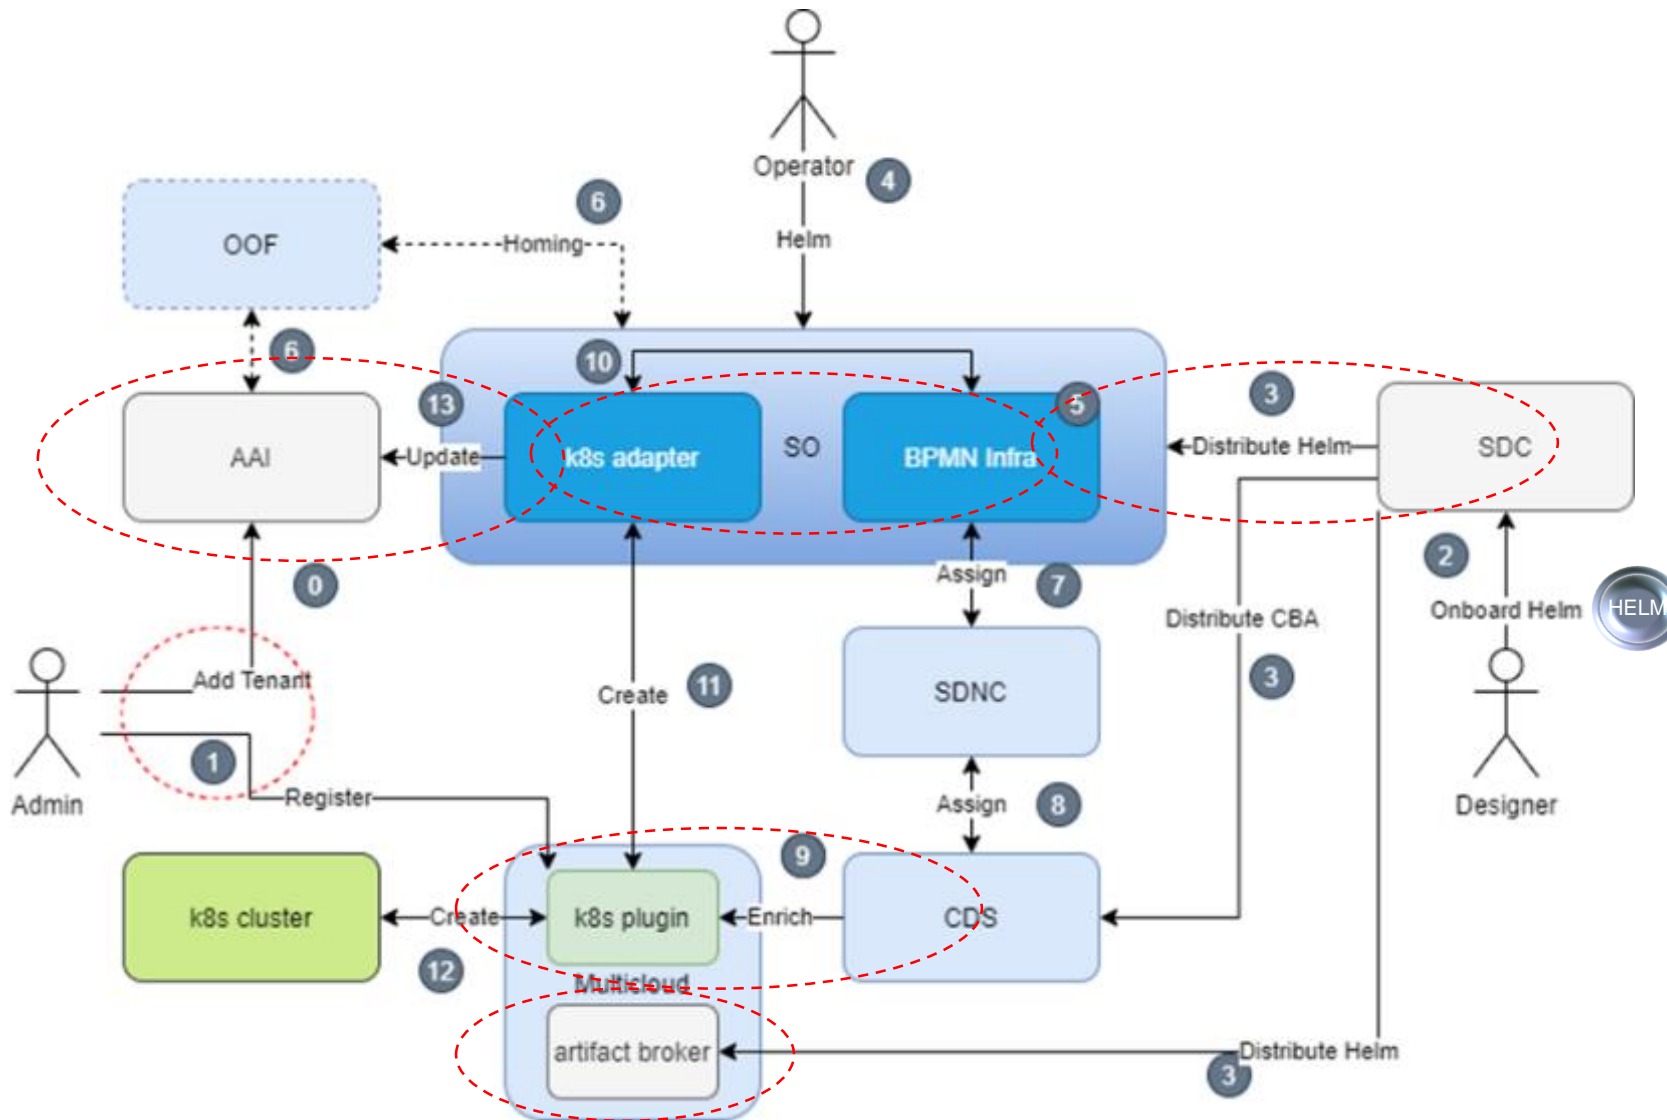 Operator
4
Helm
6
OOF
Homing
6
10
13
5
3
AAI
Update
k8s adapter
SO
BPMN Infra
Distribute Helm
SDC
0
Assign
7
2
HELM
Onboard Helm
Distribute CBA
Add Tenant
Create
11
SDNC
3
1
Register
Admin
Assign
8
Designer
9
k8s cluster
Create
k8s plugin
Enrich
CDS
12
Multicloud
artifact broker
Distribute Helm
3